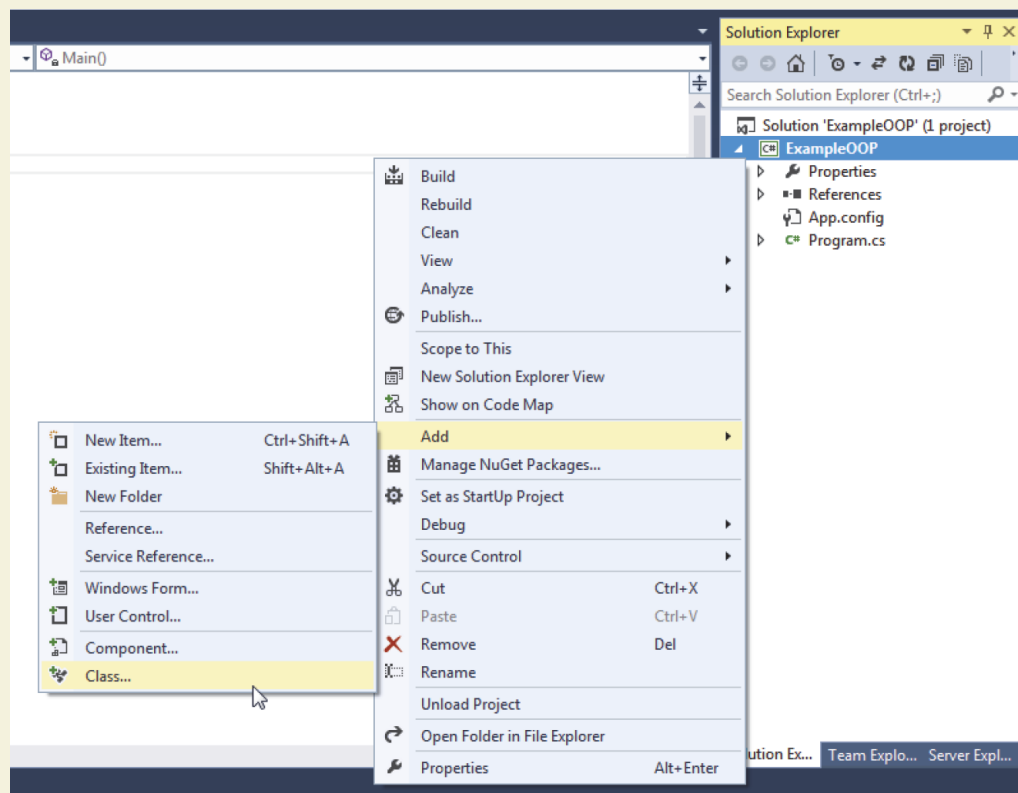 Solution Explorer
Main()
Search Solution Explorer (Ctrl+;)
Solution 'ExampleOOP' (1 project)
C# ExampleOOP
Properties
References
App.config
C# Program.cs
Build
Rebuild
Clean
View
Analyze
Publish...
Scope to This
New Solution Explorer View
Show on Code Map
Add
Manage NuGet Packages...
Set as StartUp Project
Debug
Source Control
Cut Ctrl+X
Paste Ctrl+V
Remove Del
Rename
Unload Project
Open Folder in File Explorer
Properties Alt+Enter
New Item... Ctrl+Shift+A
Existing Item... Shift+Alt+A
New Folder
Reference...
Service Reference...
Windows Form...
User Control...
Component...
Class...
ution Ex... Team Explo... Server Expl...